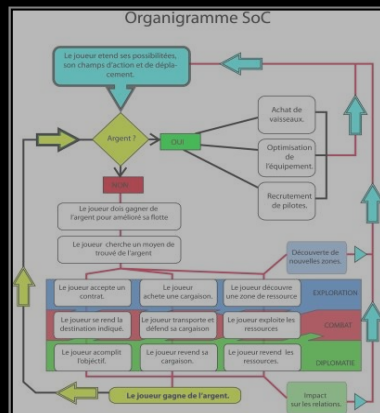 Organigramme SoC
Le joueur etend ses possibilitées,
son champs d'action et de dépla-
cement.
Argent ?
OUI
Achat de
vaisseaux.
Optimisation
de
l'équipement.
Recrutement
de pilotes.
NON
Le joueur dois gagner de
l'argent pour amélioré sa flotte
Le joueur cherche un moyen de
trouvé de l'argent
Découverte de
nouvelles zones.
Le joueur accepte un
contrat.
Le joueur
achete une cargaison.
Le joueur découvre
une zone de ressource
EXPLORATION
Le joueur se rend la
destination indiqué.
Le joueur transporte et
défend sa cargaison
Le joueur exploite les
ressources
COMBAT
Le joueur acomplit
l'objéctif.
Le joueur revend sa
cargaison.
Le joueur revend les
ressources.
DIPLOMATIE
Le joueur gagne de l'argent.
Impact
sur les relations.